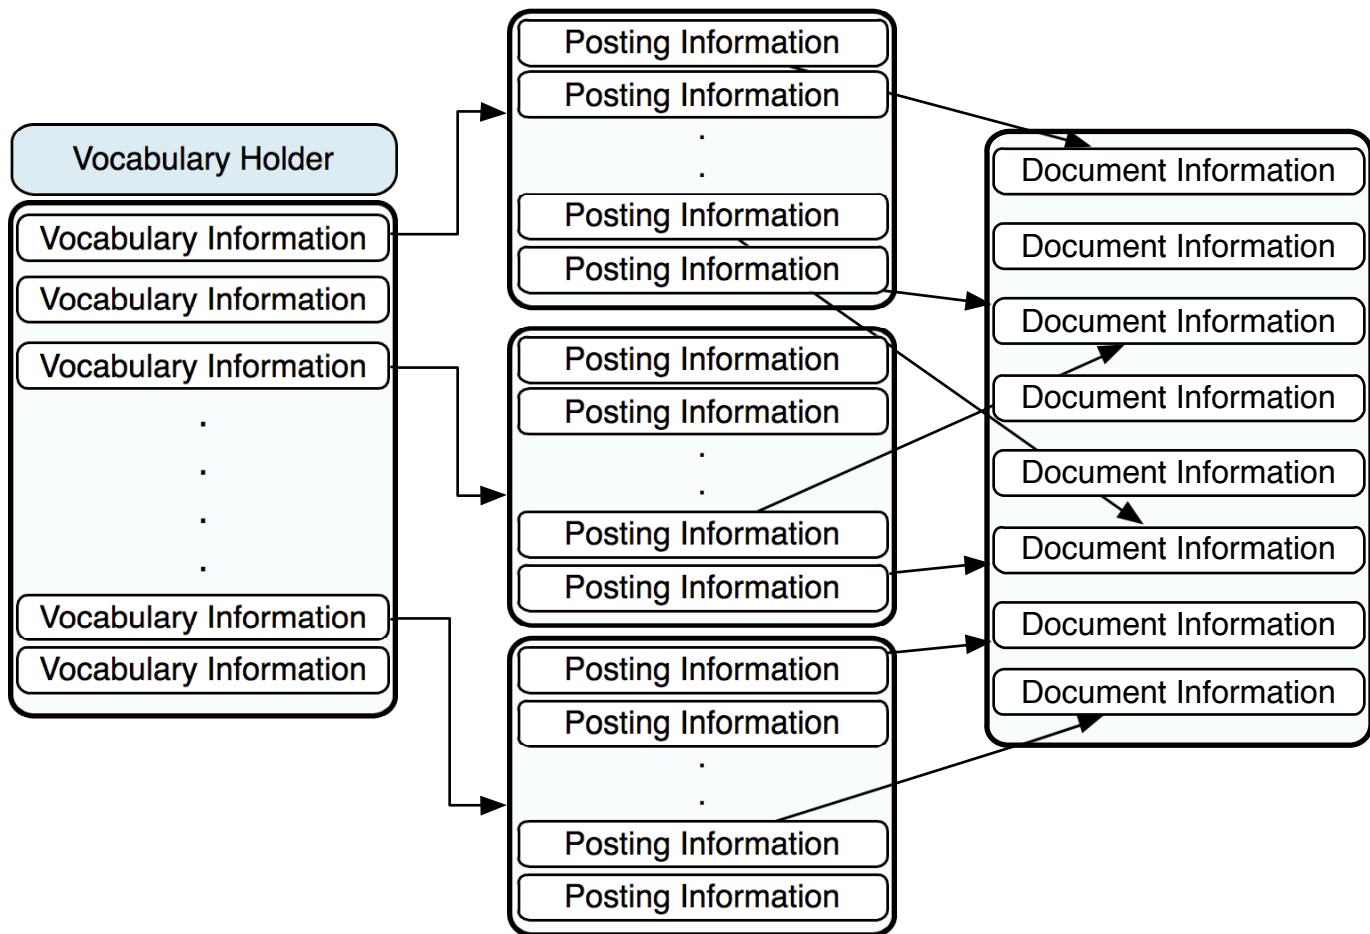 Vocabulary Holder
Vocabulary Information
Vocabulary Information
Vocabulary Information
.
.
.
.
Vocabulary Information
Vocabulary Information
Posting Information
Posting Information
.
.
Posting Information
Posting Information
Posting Information
Posting Information
.
.
Posting Information
Posting Information
Posting Information
Posting Information
.
.
Posting Information
Posting Information
Document Information
Document Information
Document Information
Document Information
Document Information
Document Information
Document Information
Document Information